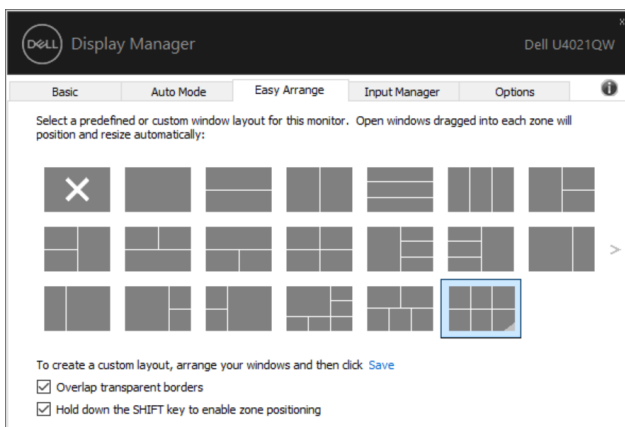 x
DELL Display Manager Dell U4021QW
Basic Auto Mode Easy Arrange Input Manager Options i
Select a predefined or custom window layout for this monitor. Open windows dragged into each zone will
position and resize automatically:
>
To create a custom layout, arrange your windows and then click Save
Overlap transparent borders
Hold down the SHIFT key to enable zone positioning